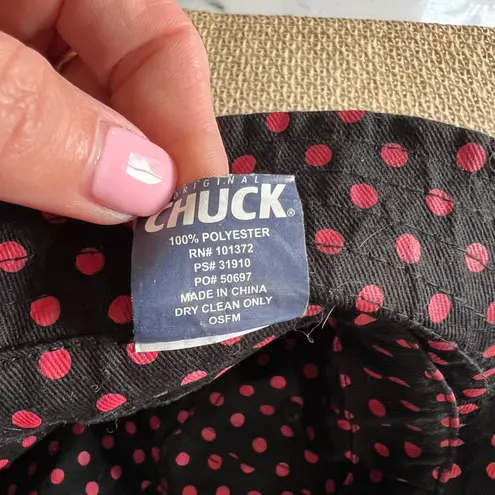 ORIGINAL
CHUCK®
100% POLYESTER
RN# 101372
PS# 31910
PO# 50697
MADE IN CHINA
DRY CLEAN ONLY
OSFM